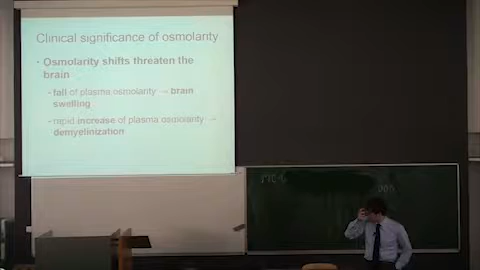 Clinical significance of osmolarity
• Osmolarity shifts threaten the
brain
- fall of plasma osmolarity → brain
swelling
- rapid increase of plasma osmolarity →
demyelinization